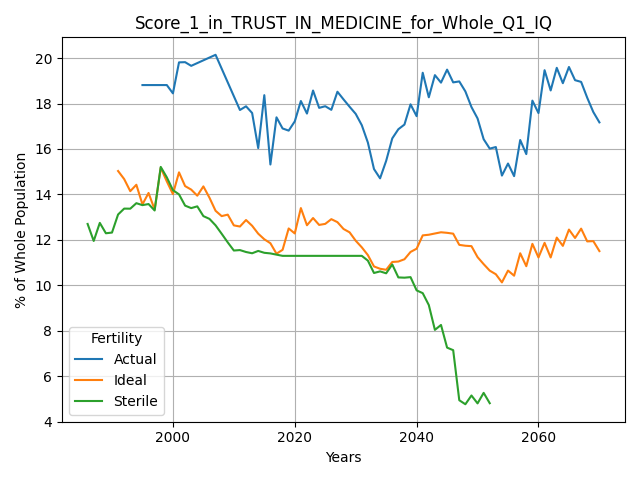 Score_1_in_TRUST_IN_MEDICINE_for_Whole_Q1_IQ
% of Whole Population
20
18
16
14
12
10
8
6
4
Fertility
Actual
Ideal
Sterile
2000
2020
2040
2060
Years